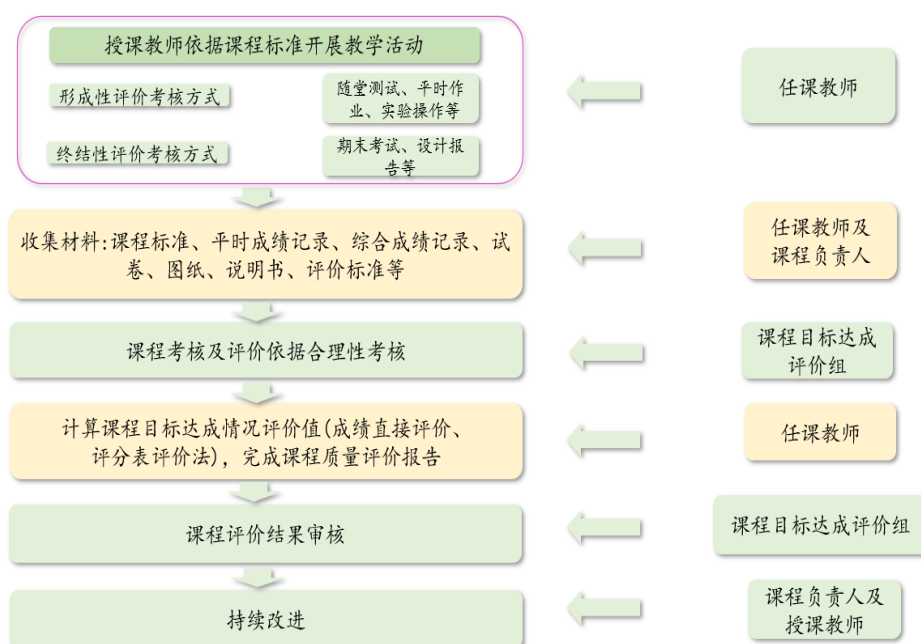 授课教师依据课程标准开展教学活动
形成性评价考核方式
随堂测试、平时作
业、实验操作等
终结性评价考核方式
期末考试、设计报
告等
任课教师
收集材料:课程标准、平时成绩记录、综合成绩记录、试
卷、图纸、说明书、评价标准等
任课教师及
课程负责人
课程考核及评价依据合理性考核
课程目标达成
评价组
计算课程目标达成情况评价值(成绩直接评价、
评分表评价法)，完成课程质量评价报告
任课教师
课程评价结果审核
课程目标达成评价组
持续改进
课程负责人及
授课教师